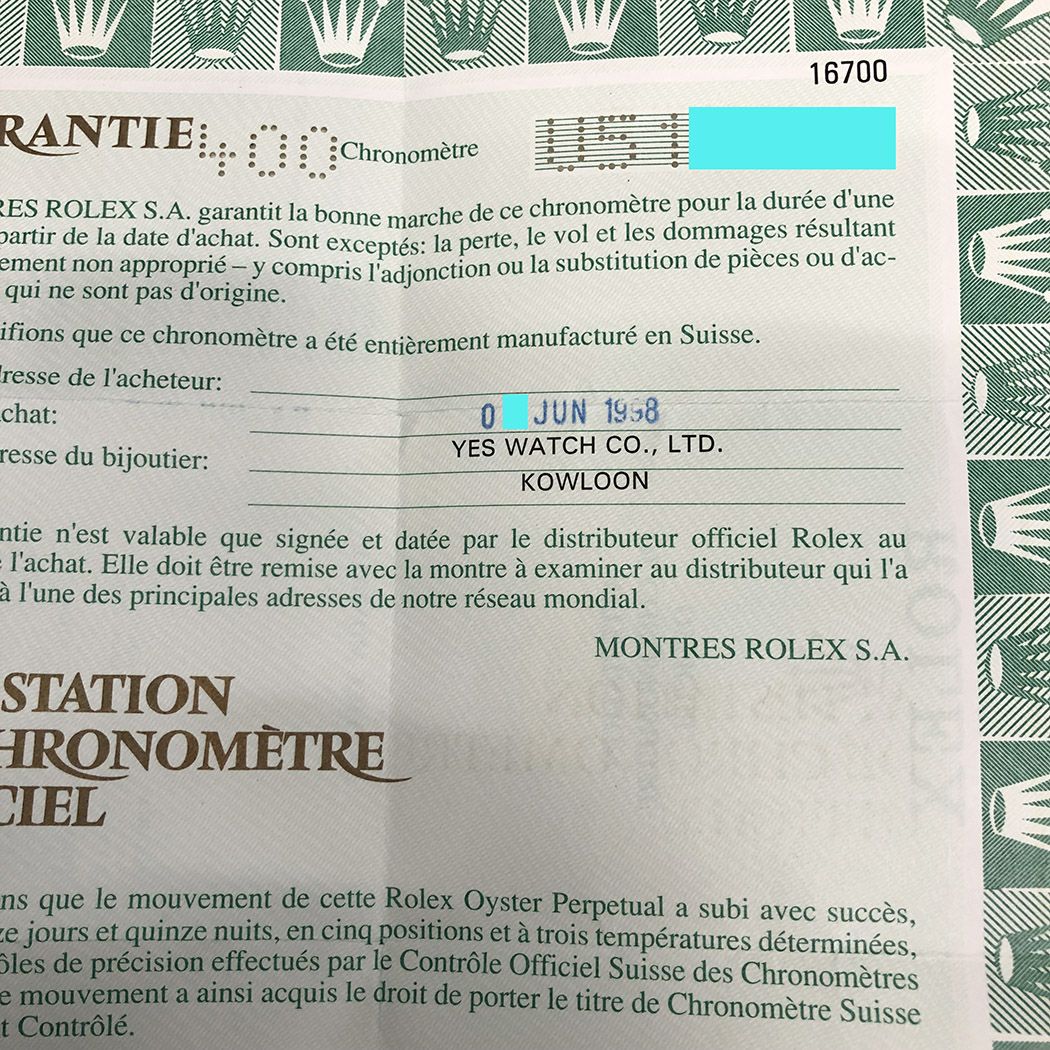 16700
RANTIE 400 Chronomètre U51
RES ROLEX S.A. garantit la bonne marche de ce chronomètre pour la durée d'une
partir de la date d'achat. Sont exceptés: la perte, le vol et les dommages résultant
ement non approprié – y compris l'adjonction ou la substitution de pièces ou d'ac-
qui ne sont pas d'origine.
ifions que ce chronomètre a été entièrement manufacturé en Suisse.
resse de l'acheteur:
chat: 0 JUN 1998
YES WATCH CO., LTD.
resse du bijoutier:
KOWLOON
ntie n'est valable que signée et datée par le distributeur officiel Rolex au
l'achat. Elle doit être remise avec la montre à examiner au distributeur qui l'a
à l'une des principales adresses de notre réseau mondial.
MONTRES ROLEX S.A.
STATION
HRONOMÈTRE
CIEL
ns que le mouvement de cette Rolex Oyster Perpetual a subi avec succès,
ze jours et quinze nuits, en cinq positions et à trois températures déterminées,
ôles de précision effectués par le Contrôle Officiel Suisse des Chronomètres
e mouvement a ainsi acquis le droit de porter le titre de Chronomètre Suisse
t Contrôlé.